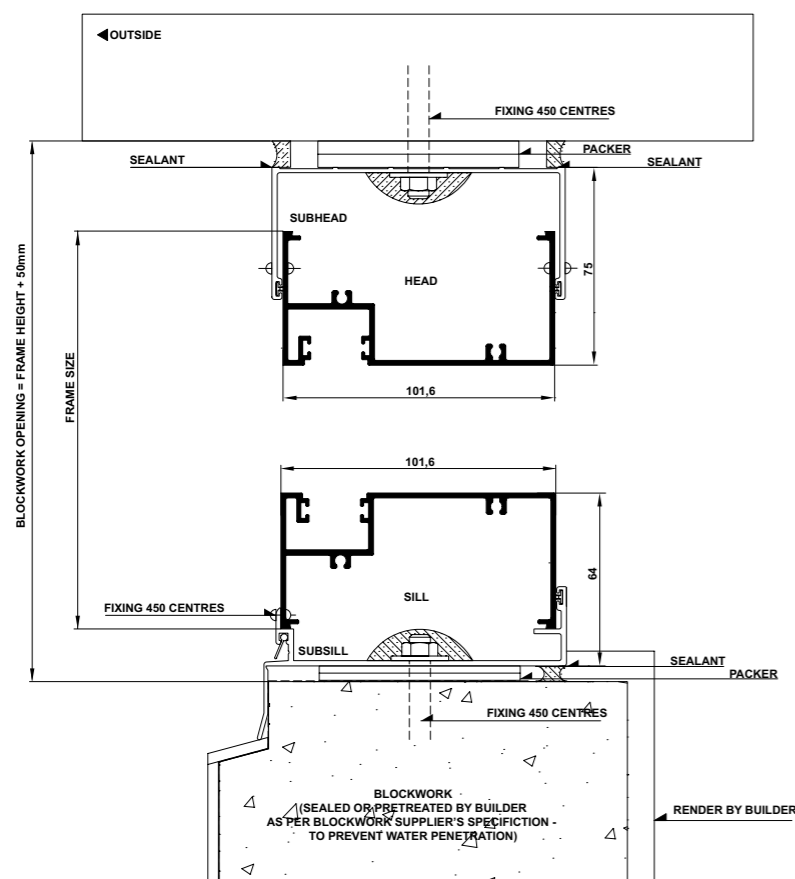 OUTSIDE
FIXING 450 CENTRES
PACKER
SEALANT
SEALANT
SUBHEAD
HEAD
75
101,6
FRAME SIZE
BLOCKWORK OPENING = FRAME HEIGHT + 50mm
101,6
64
SILL
FIXING 450 CENTRES
SUBSILL
SEALANT
PACKER
FIXING 450 CENTRES
BLOCKWORK
(SEALED OR PRETREATED BY BUILDER
AS PER BLOCKWORK SUPPLIER'S SPECIFICTION -
TO PREVENT WATER PENETRATION)
RENDER BY BUILDER